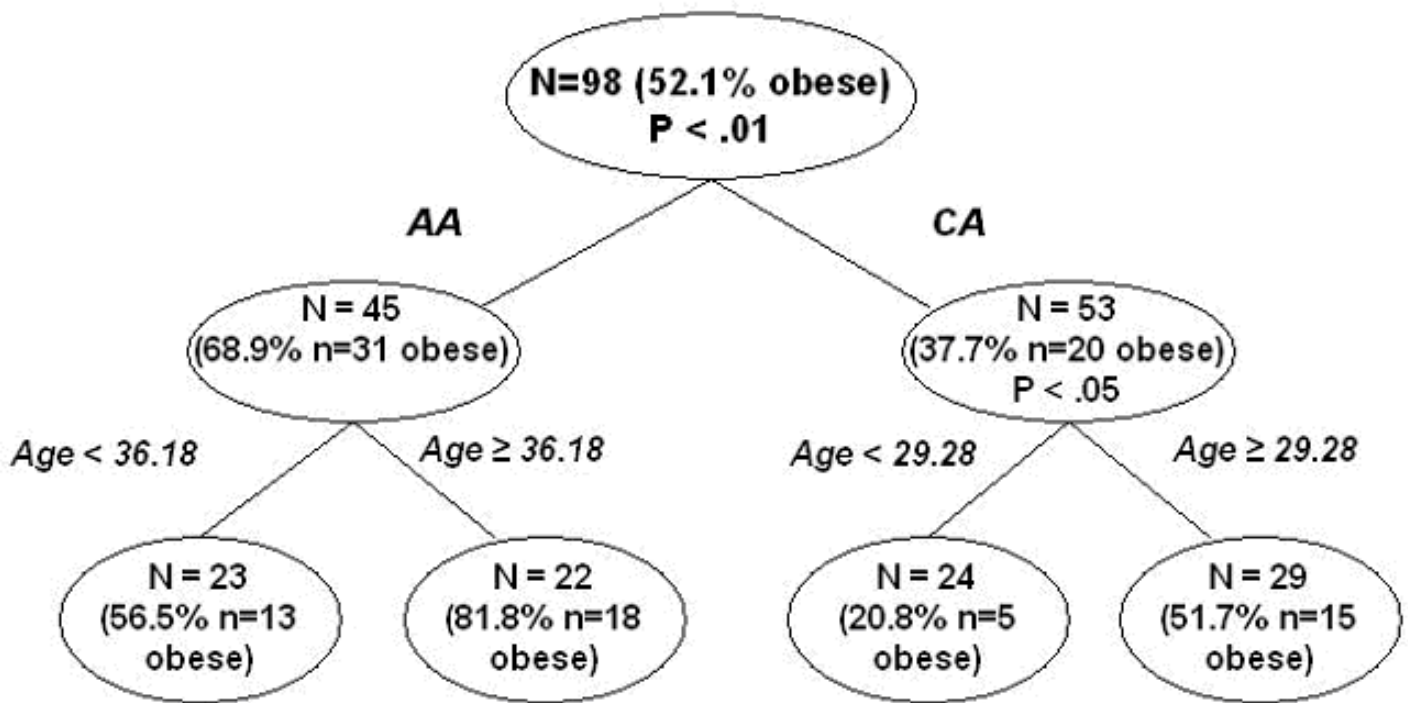 N=98 (52.1% obese)
P < .01
AA
CA
N = 45
(68.9% n=31 obese)
N = 53
(37.7% n=20 obese)
P < .05
Age < 36.18
Age ≥ 36.18
Age < 29.28
Age ≥ 29.28
N = 23
(56.5% n=13
obese)
N = 22
(81.8% n=18
obese)
N = 24
(20.8% n=5
obese)
N = 29
(51.7% n=15
obese)